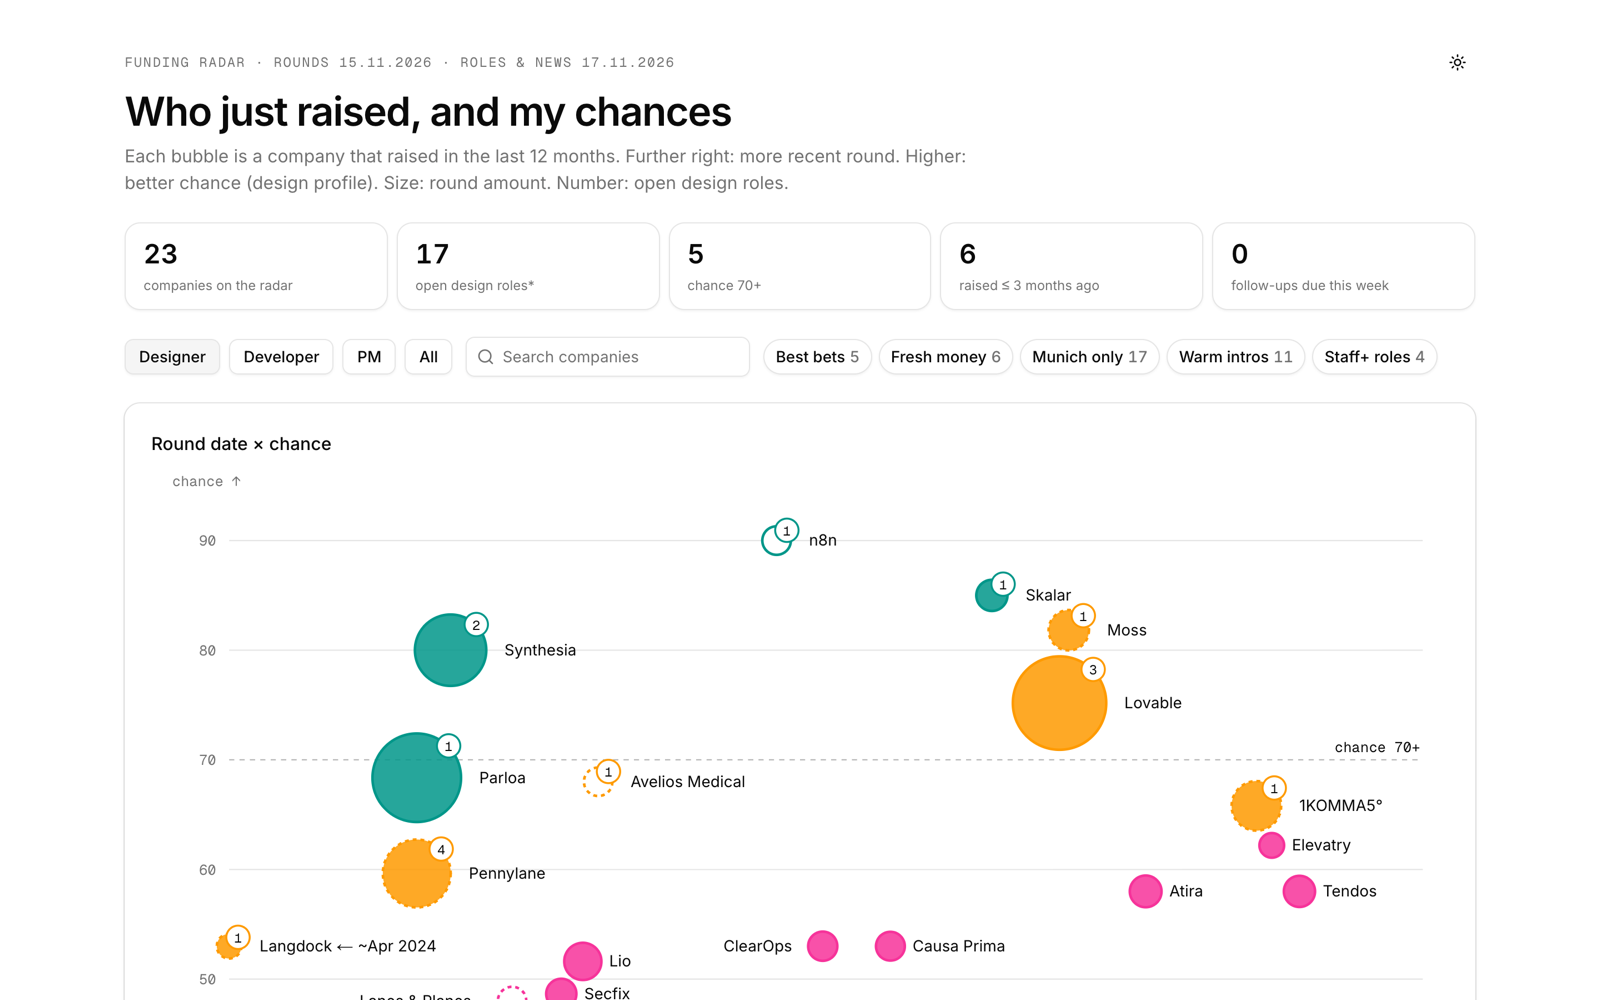 FUNDING RADAR · ROUNDS 15.11.2026 · ROLES & NEWS 17.11.2026
Who just raised, and my chances
Each bubble is a company that raised in the last 12 months. Further right: more recent round. Higher:
better chance (design profile). Size: round amount. Number: open design roles.
23
companies on the radar
17
open design roles*
5
chance 70+
6
raised ≤ 3 months ago
0
follow-ups due this week
Designer
Developer
PM
All
Search companies
Best bets 5
Fresh money 6
Munich only 17
Warm intros 11
Staff+ roles 4
Round date × chance
chance ↑
90
1
n8n
1
Skalar
1
Moss
2
80
Synthesia
3
Lovable
chance 70+
1
70
Parloa
1
Avelios Medical
1
1KOMMA5°
Elevatry
4
60
Pennylane
Atira
Tendos
1
Langdock ← ~Apr 2024
ClearOps
Causa Prima
Lio
50
Secfix